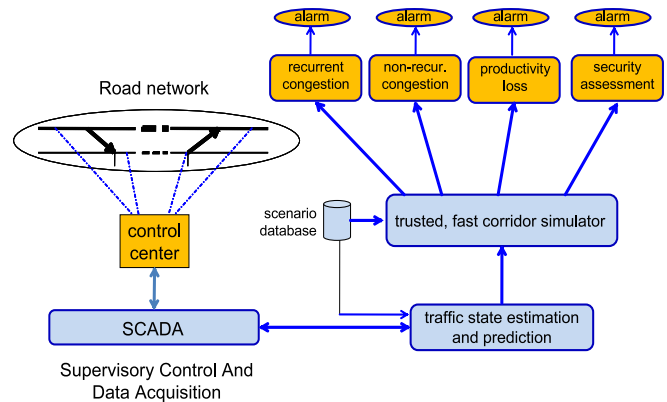 alarm alarm alarm alarm
recurrent congestion
non-recur. congestion
productivity loss
security assessment
Road network
control center
scenario database
trusted, fast corridor simulator
SCADA
traffic state estimation and prediction
Supervisory Control And
Data Acquisition